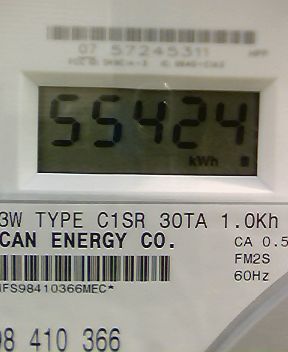 07 57245311
55424
kWh
3W TYPE C1SR 30TA 1.0Kh
CAN ENERGY CO.
CA 0.5
FM2S
60Hz
IFS98410366MEC*
98 410 366